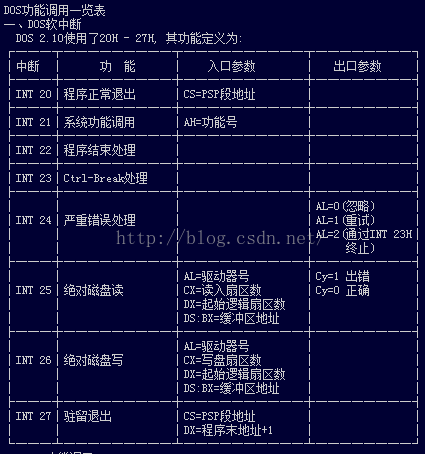 DOS功能调用一览表
一、DOS软中断
DOS 2.10使用了20H - 27H, 其功能定义为:
中断 功 能 入口参数 出口参数
INT 20 程序正常退出 CS=PSP段地址
INT 21 系统功能调用 AH=功能号
INT 22 程序结束处理
INT 23 Ctrl-Break处理
INT 24 严重错误处理 AL=0(忽略)
AL=1(重试)
AL=2(通过INT 23H
终止)
http://blog.csdn.net/
INT 25 绝对磁盘读 AL=驱动器号 Cy=1 出错
CX=读入扇区数 Cy=0 正确
DX=起始逻辑扇区数
DS:BX=缓冲区地址
INT 26 绝对磁盘写 AL=驱动器号
CX=写盘扇区数
DX=起始逻辑扇区数
DS:BX=缓冲区地址
INT 27 驻留退出 CS=PSP段地址
DX=程序末地址+1